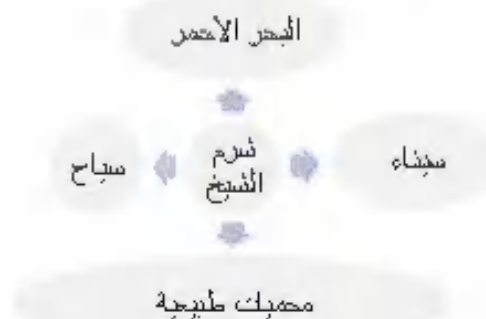 البحر الأحمر
سيناء
شرم
الشيخ
سياح
محميات طبيعية